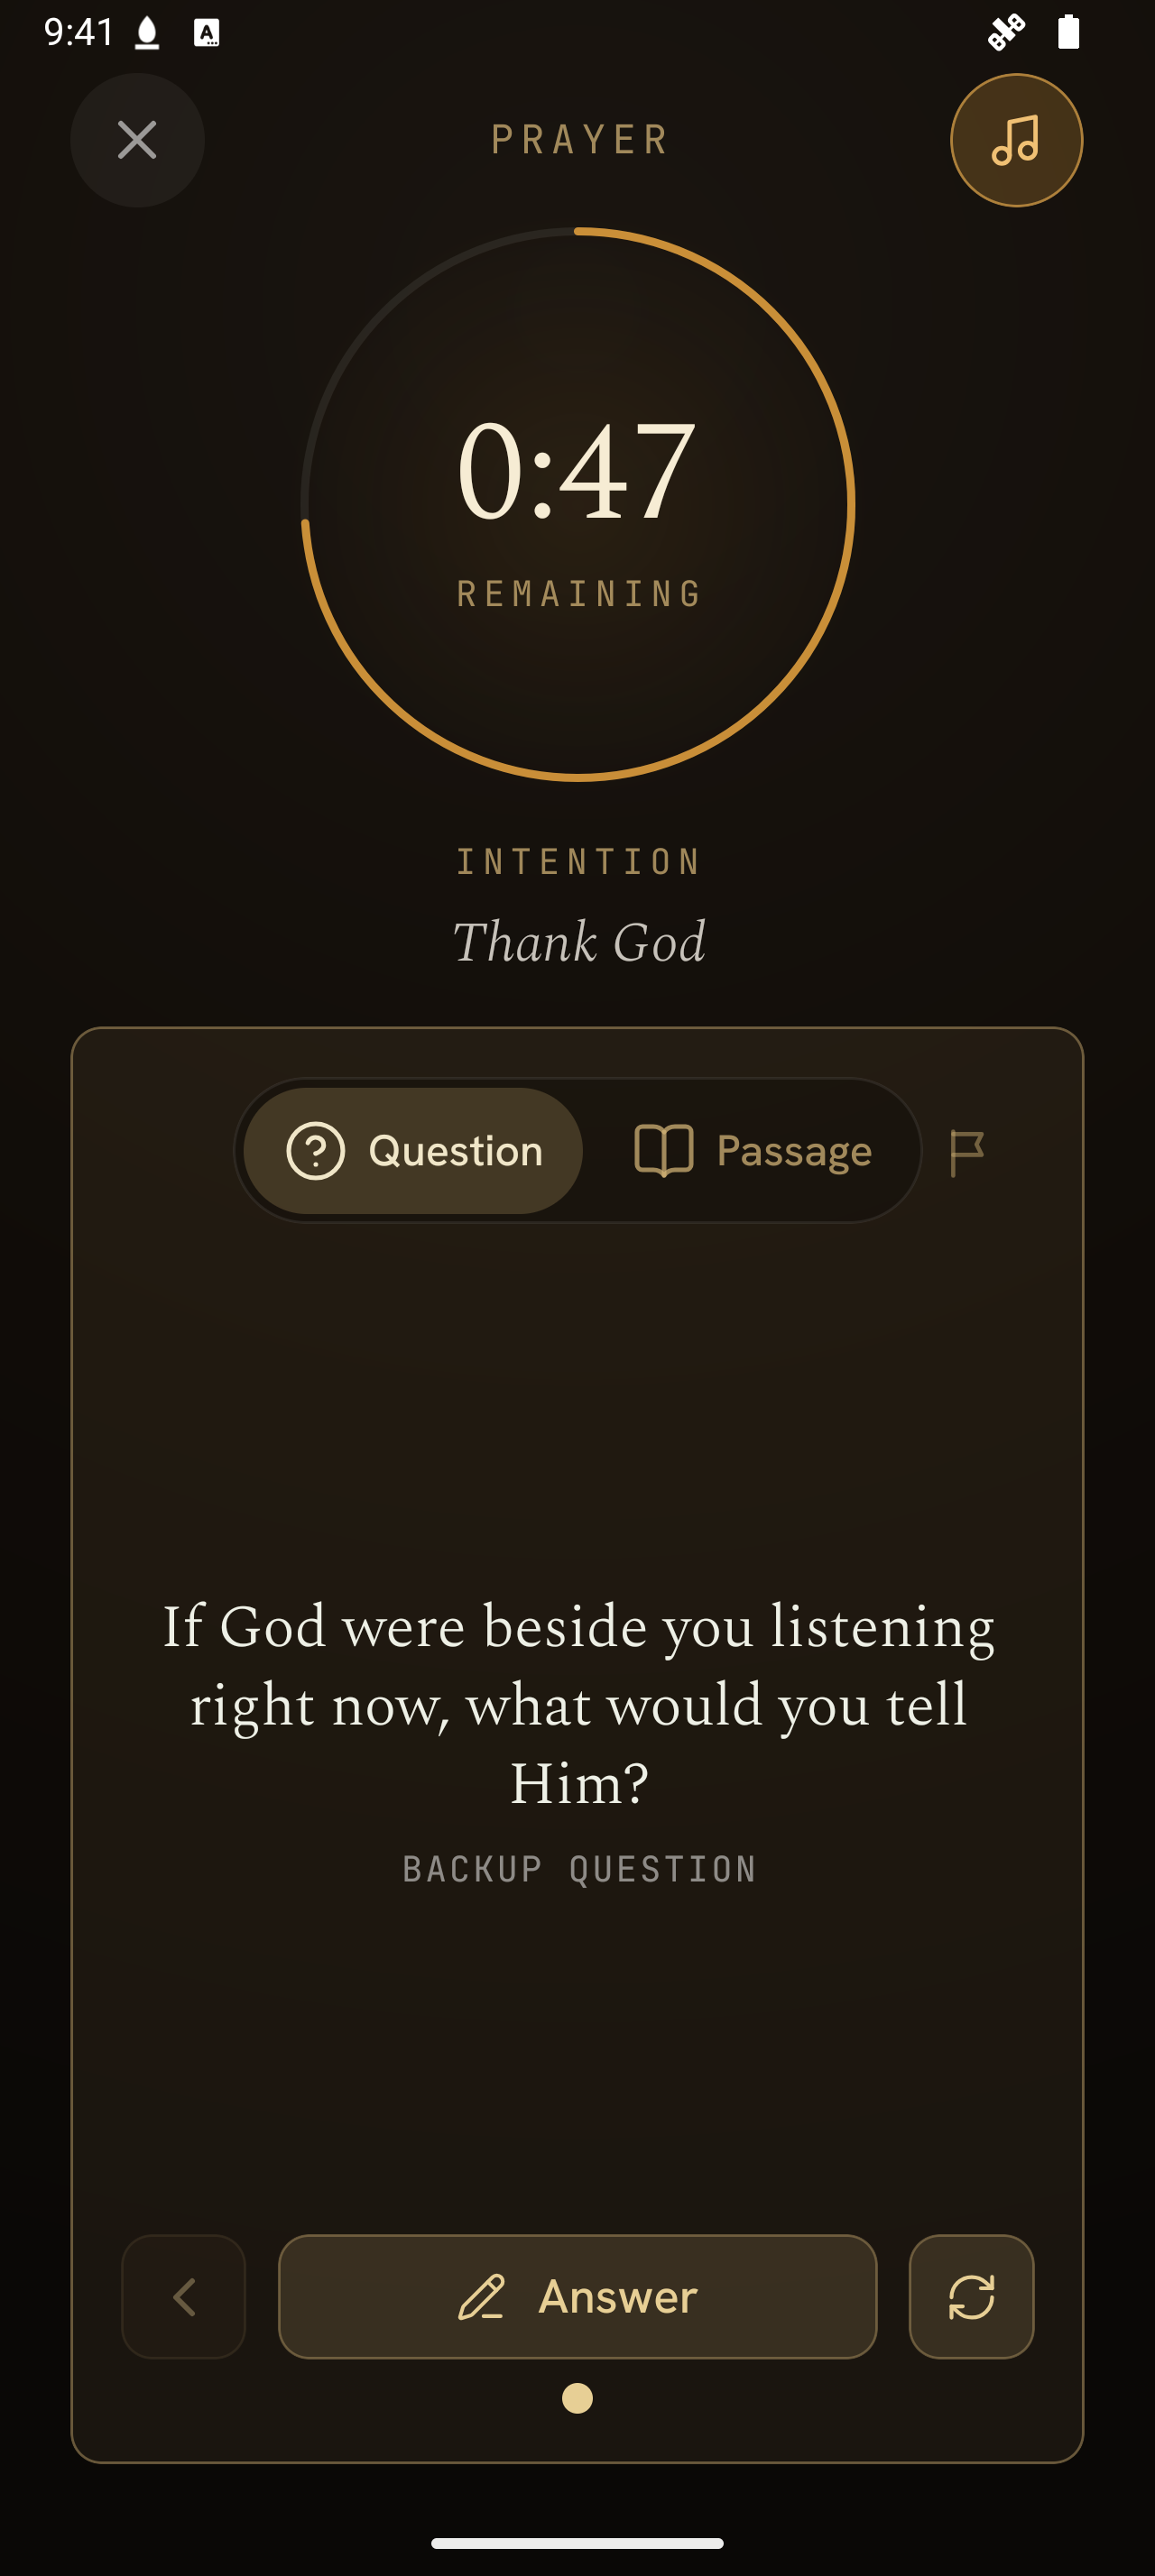 9:41
PRAYER
0:47
REMAINING
INTENTION
Thank God
Question
Passage
If God were beside you listening
right now, what would you tell
Him?
BACKUP QUESTION
Answer